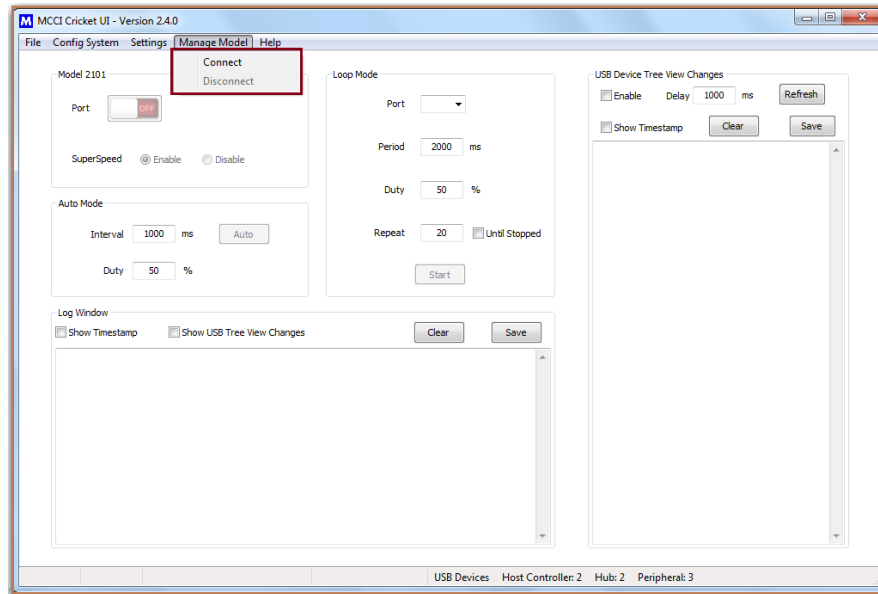 M MCCI Cricket UI - Version 2.4.0
File Config System Settings Manage Model Help
Connect
Disconnect
Model 2101
Port OFF
SuperSpeed Enable Disable
Auto Mode
Interval 1000 ms Auto
Duty 50 %
Loop Mode
Port
Period 2000 ms
Duty 50 %
Repeat 20 Until Stopped
Start
USB Device Tree View Changes
Enable Delay 1000 ms Refresh
Show Timestamp Clear Save
Log Window
Show Timestamp Show USB Tree View Changes Clear Save
USB Devices Host Controller: 2 Hub: 2 Peripheral: 3